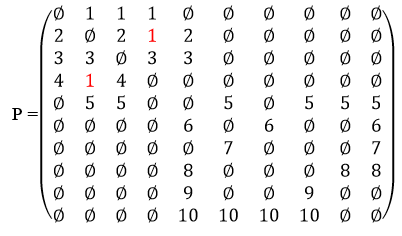 ∅ 1 1 1 ∅ ∅ ∅ ∅ ∅ ∅
2 ∅ 2 1 2 ∅ ∅ ∅ ∅ ∅
3 3 ∅ 3 3 ∅ ∅ ∅ ∅ ∅
4 1 4 ∅ ∅ ∅ ∅ ∅ ∅ ∅
P = ∅ 5 5 ∅ ∅ 5 ∅ 5 5 5
∅ ∅ ∅ ∅ 6 ∅ 6 ∅ ∅ 6
∅ ∅ ∅ ∅ ∅ 7 ∅ ∅ ∅ 7
∅ ∅ ∅ ∅ 8 ∅ ∅ ∅ 8 8
∅ ∅ ∅ ∅ 9 ∅ ∅ 9 ∅ ∅
∅ ∅ ∅ ∅ 10 10 10 10 ∅ ∅